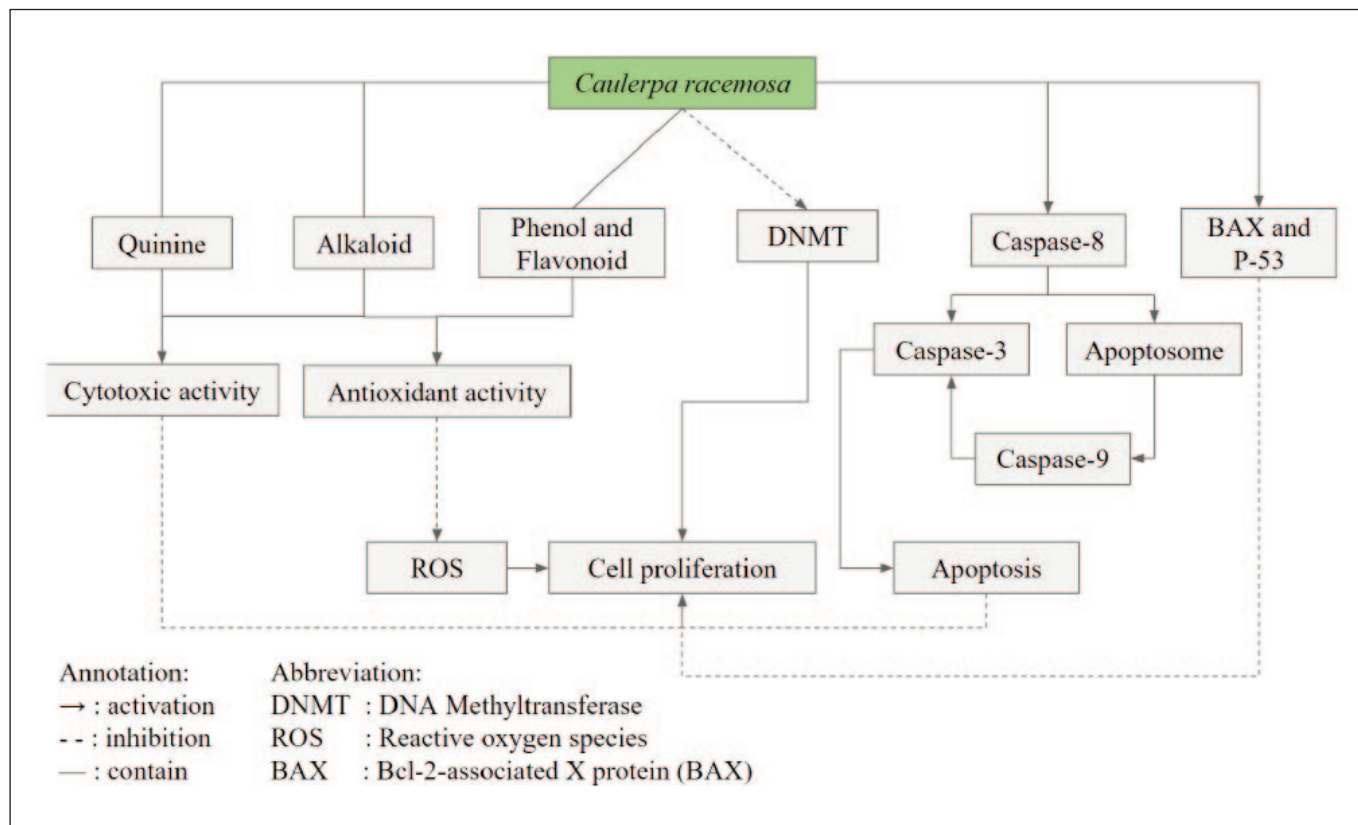 Caulerpa racemosa
Quinine
Alkaloid
Phenol and
Flavonoid
DNMT
Caspase-8
BAX and
P-53
Caspase-3
Apoptosome
Cytotoxic activity
Antioxidant activity
Caspase-9
ROS
Cell proliferation
Apoptosis
Annotation:
→ : activation
- - : inhibition
— : contain
Abbreviation:
DNMT : DNA Methyltransferase
ROS : Reactive oxygen species
BAX : Bcl-2-associated X protein (BAX)